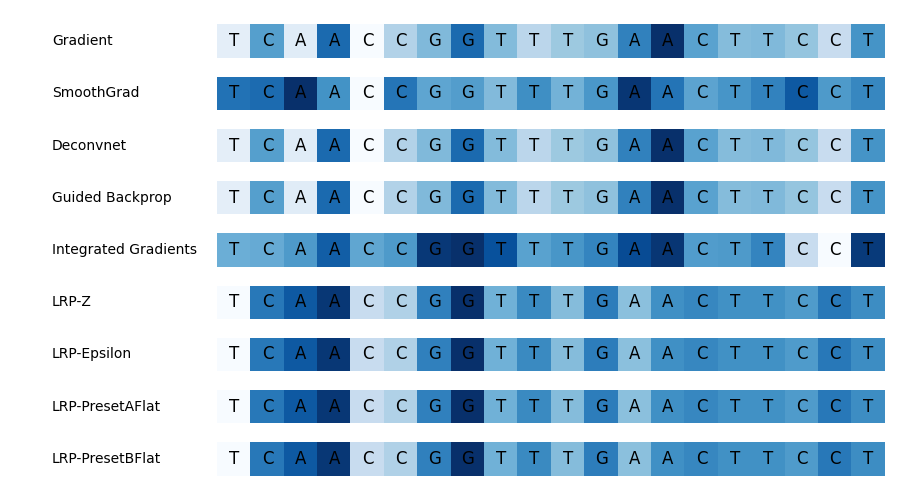 Gradient T C A A C C G G T T T G A A C T T C C T
SmoothGrad T C A A C C G G T T T G A A C T T C C T
Deconvnet T C A A C C G G T T T G A A C T T C C T
Guided Backprop T C A A C C G G T T T G A A C T T C C T
Integrated Gradients T C A A C C G G T T T G A A C T T C C T
LRP-Z T C A A C C G G T T T G A A C T T C C T
LRP-Epsilon T C A A C C G G T T T G A A C T T C C T
LRP-PresetAFlat T C A A C C G G T T T G A A C T T C C T
LRP-PresetBFlat T C A A C C G G T T T G A A C T T C C T